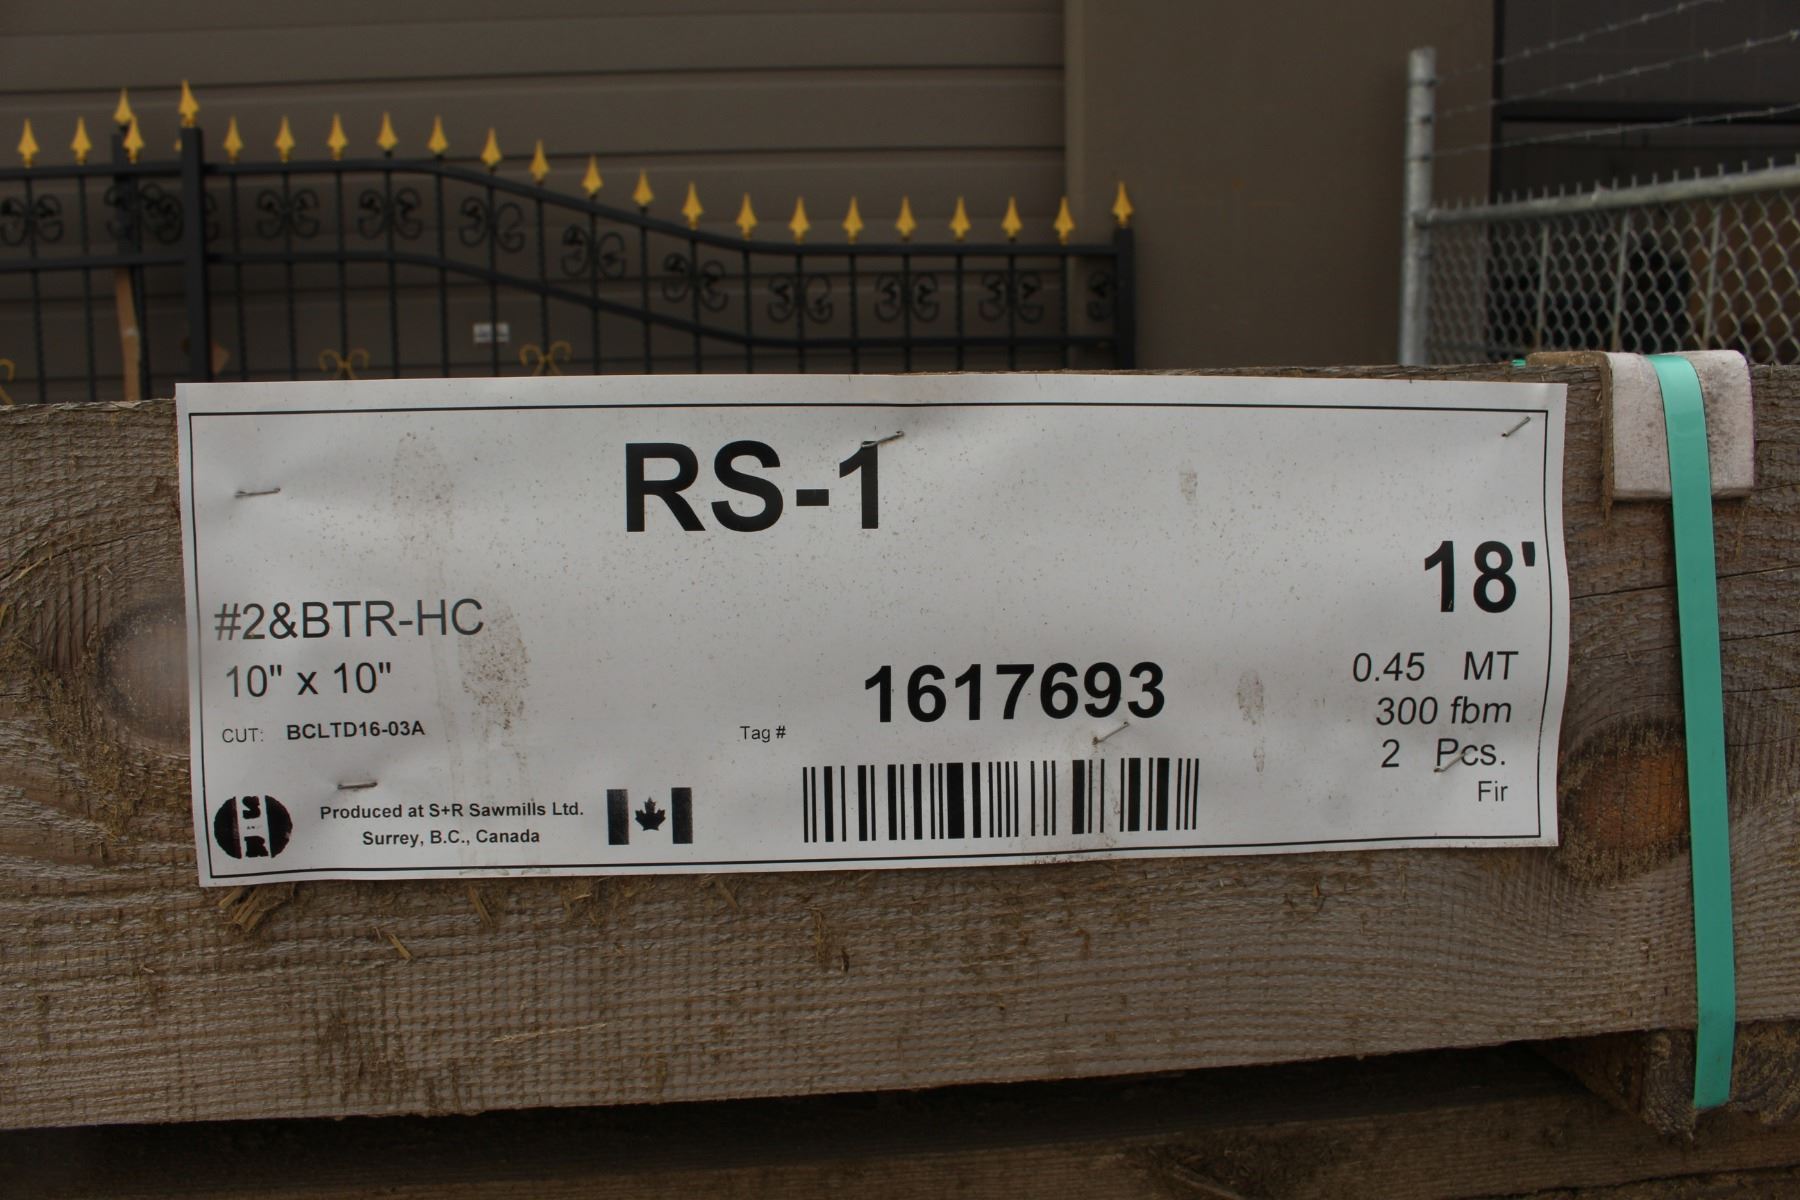 RS-1
18'
#2&BTR-HC
10" x 10"
CUT: BCLTD16-03A
Tag # 1617693
0.45 MT
300 fbm
2 Pcs.
Fir
S
R
Produced at S+R Sawmills Ltd.
Surrey, B.C., Canada